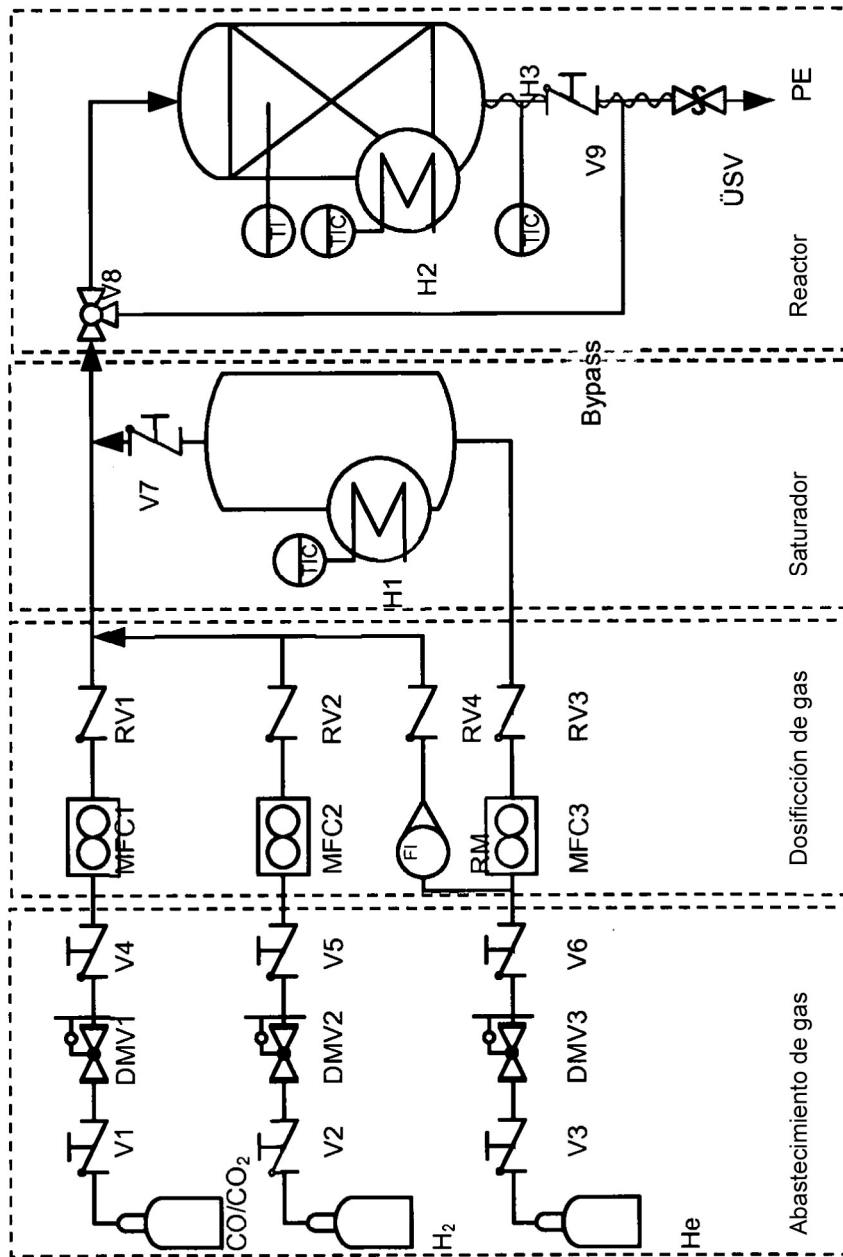 CO/CO₂
V1
DMV1
V4
MFC1
RV1
H₂
V2
DMV2
V5
MFC2
RV2
FI
RM
RV4
He
V3
DMV3
V6
MFC3
RV3
V7
TIC
H1
Bypass
V8
TI
TIC
H2
TIC
H3
V9
ÜSV
PE
Abastecimiento de gas
Dosificción de gas
Saturador
Reactor